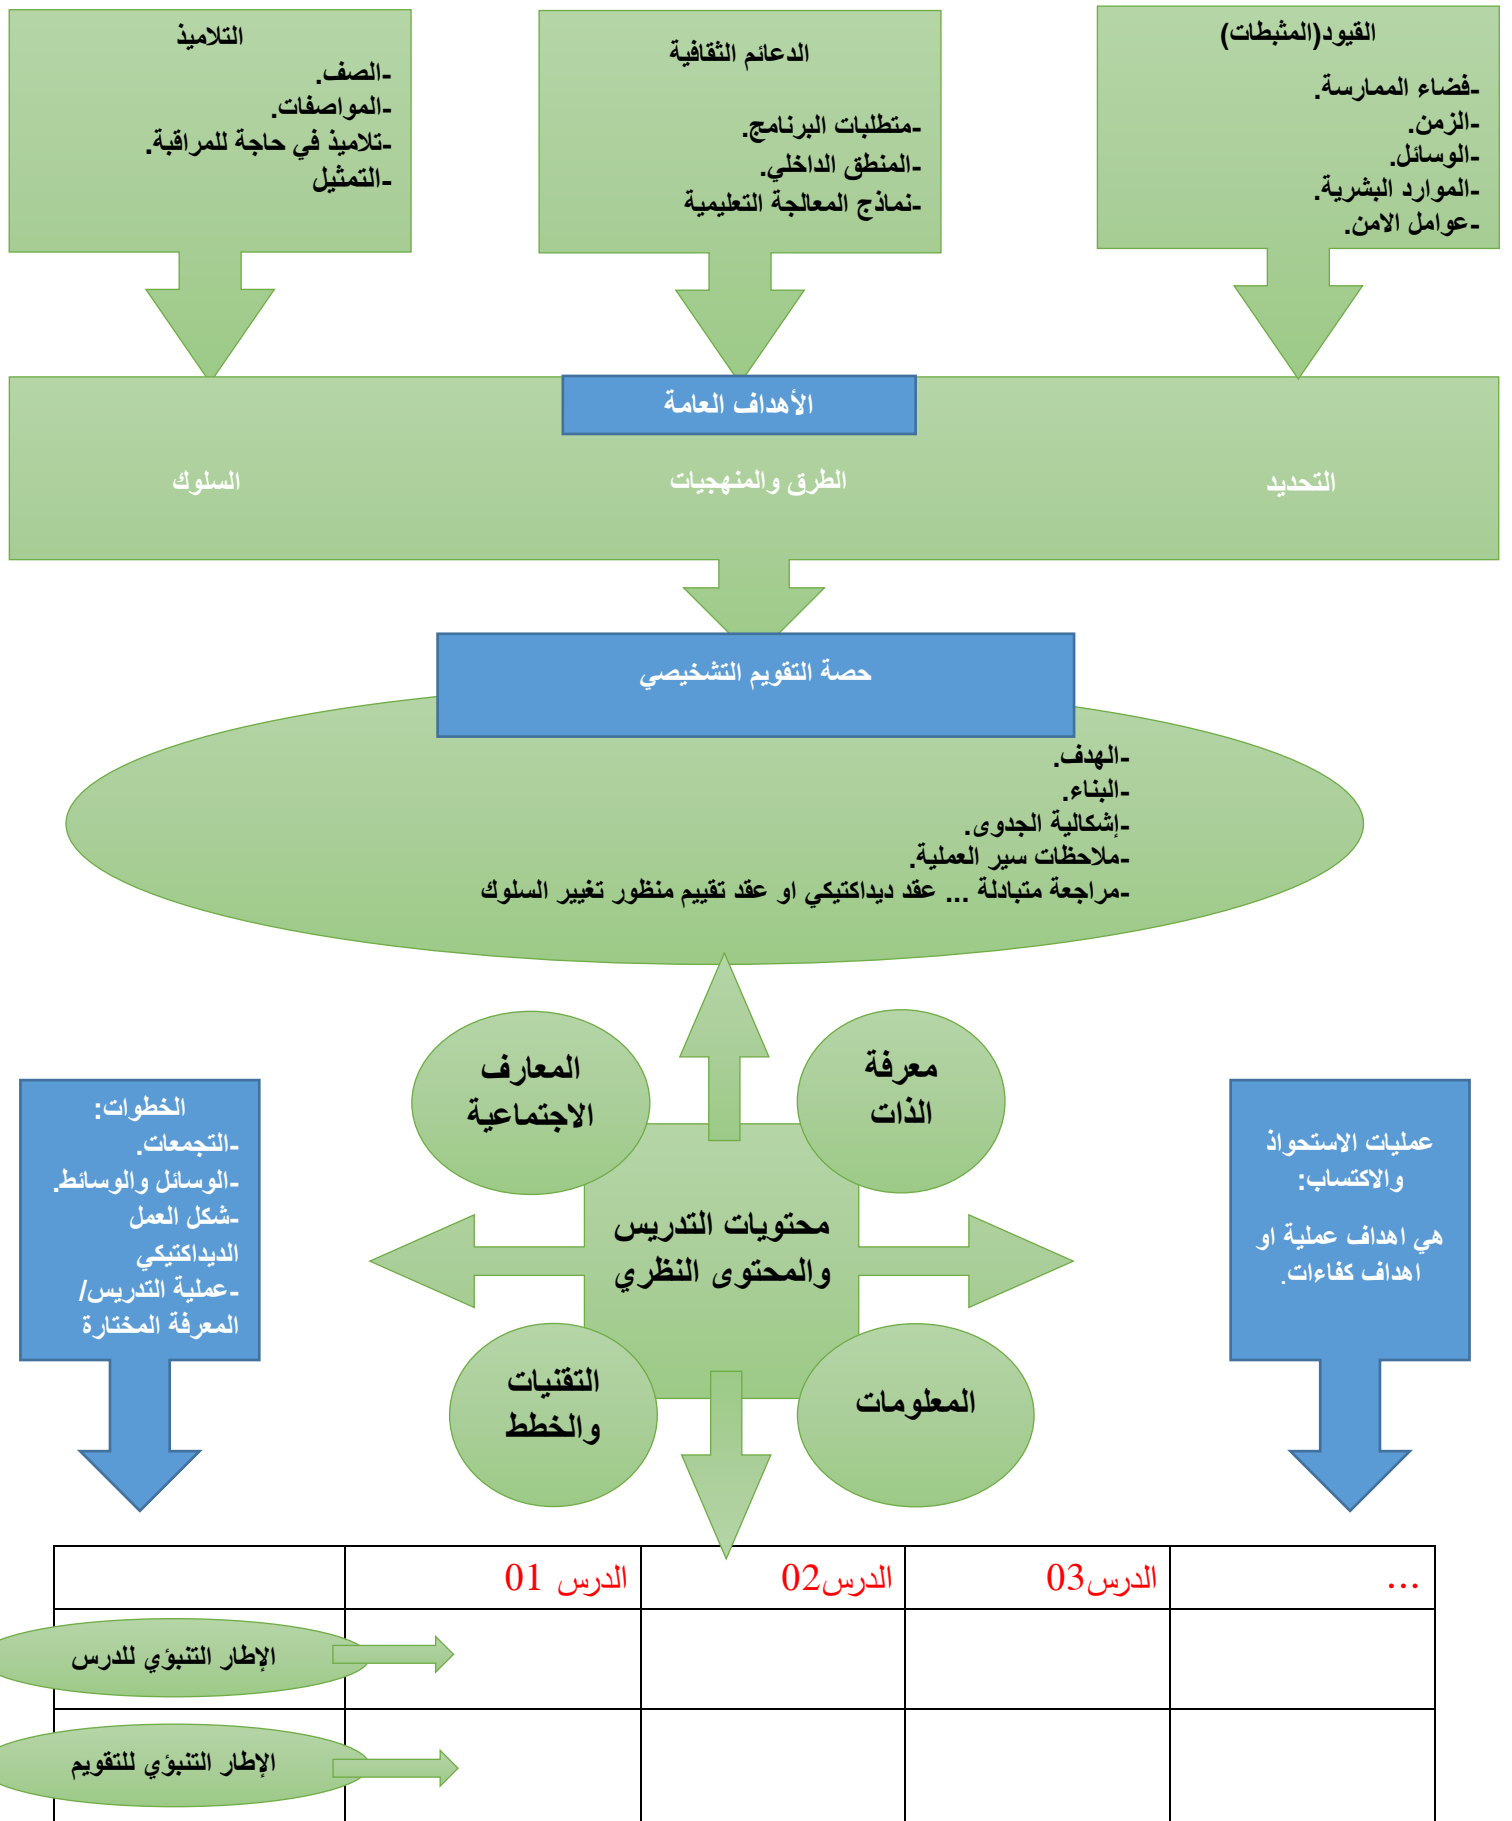 القيود(المثبطات)
-فضاء الممارسة.
-الزمن.
-الوسائل.
-الموارد البشرية.
-عوامل الامن.
الدعائم الثقافية
-متطلبات البرنامج.
-المنطق الداخلي.
-نماذج المعالجة التعليمية
التلاميذ
-الصف.
-المواصفات.
-تلاميذ في حاجة للمراقبة.
-التمثيل
الأهداف العامة
التحديد
الطرق والمنهجيات
السلوك
حصة التقويم التشخيصي
-الهدف.
-البناء.
-إشكالية الجدوى.
-ملاحظات سير العملية.
-مراجعة متبادلة ... عقد ديداكتيكي او عقد تقييم منظور تغيير السلوك
معرفة
الذات
المعارف
الاجتماعية
عمليات الاستحواذ
والاكتساب:
هي اهداف عملية او
اهداف كفاءات.
محتويات التدريس
والمحتوى النظري
الخطوات:
-التجمعات.
-الوسائل والوسائط.
-شكل العمل
الديداكتيكي
-عملية التدريس/
المعرفة المختارة
المعلومات
التقنيات
والخطط
الدرس 01
الدرس02
الدرس03
...
الإطار التنبؤي للدرس
الإطار التنبؤي للتقويم